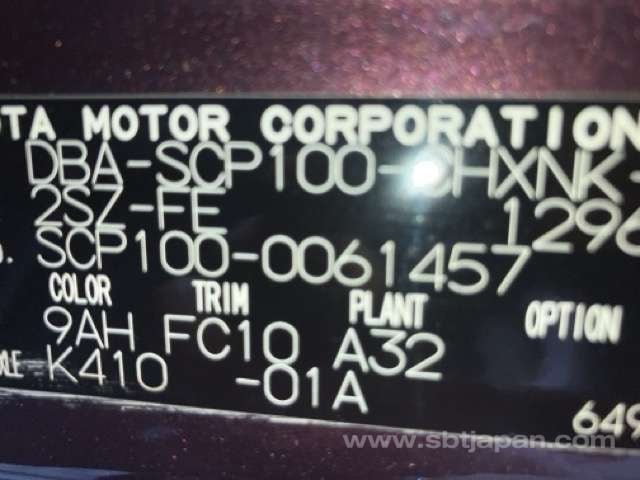 OTA MOTOR CORPORATION
DBA-SCP100-CHXNK-
2SZ-FE 1296
SCP100-0061457
COLOR TRIM PLANT OPTION
9AH FC10 A32
K410 -01A
649
www.sbtjapan.com